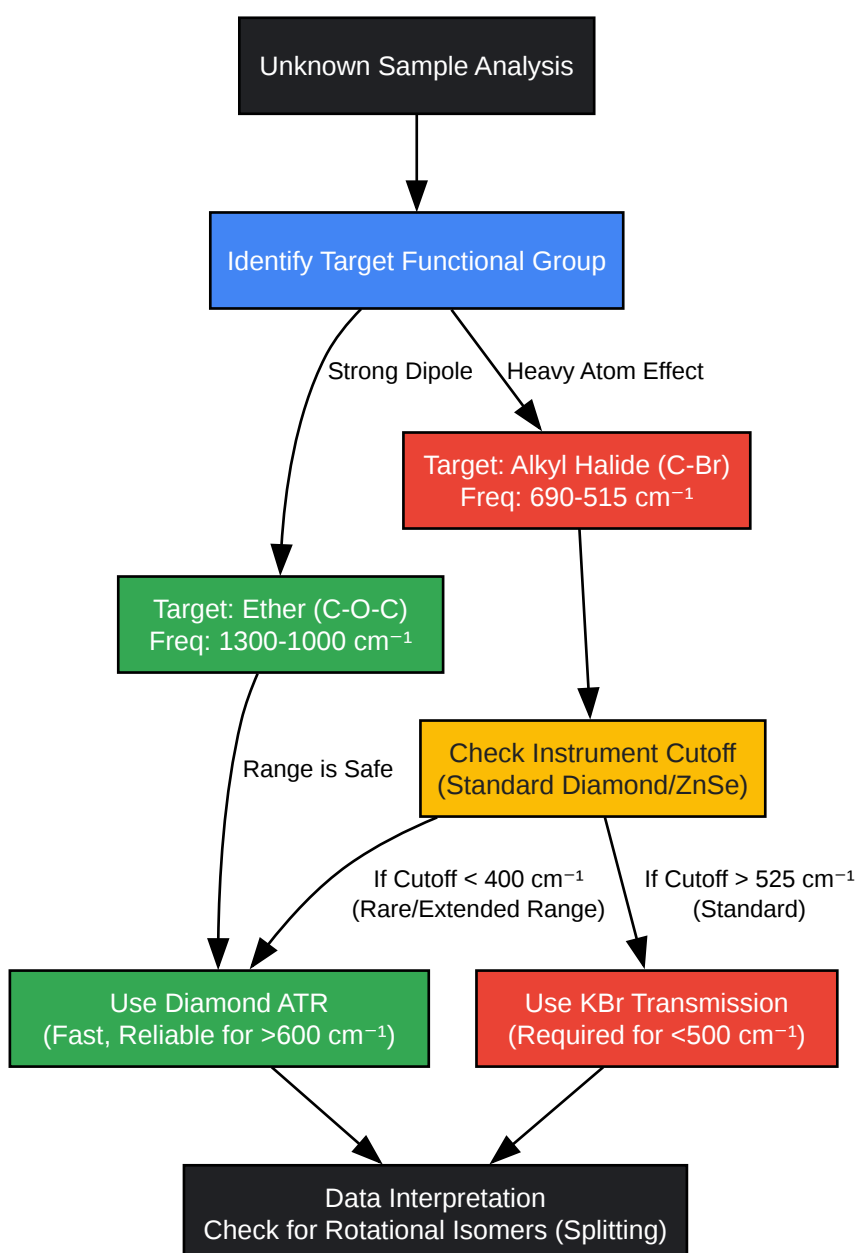 Unknown Sample Analysis
Identify Target Functional Group
Strong Dipole
Heavy Atom Effect
Target: Alkyl Halide (C-Br)
Freq: 690-515 cm⁻¹
Target: Ether (C-O-C)
Freq: 1300-1000 cm⁻¹
Range is Safe
Check Instrument Cutoff
(Standard Diamond/ZnSe)
If Cutoff < 400 cm⁻¹
(Rare/Extended Range)
If Cutoff > 525 cm⁻¹
(Standard)
Use Diamond ATR
(Fast, Reliable for >600 cm⁻¹)
Use KBr Transmission
(Required for <500 cm⁻¹)
Data Interpretation
Check for Rotational Isomers (Splitting)